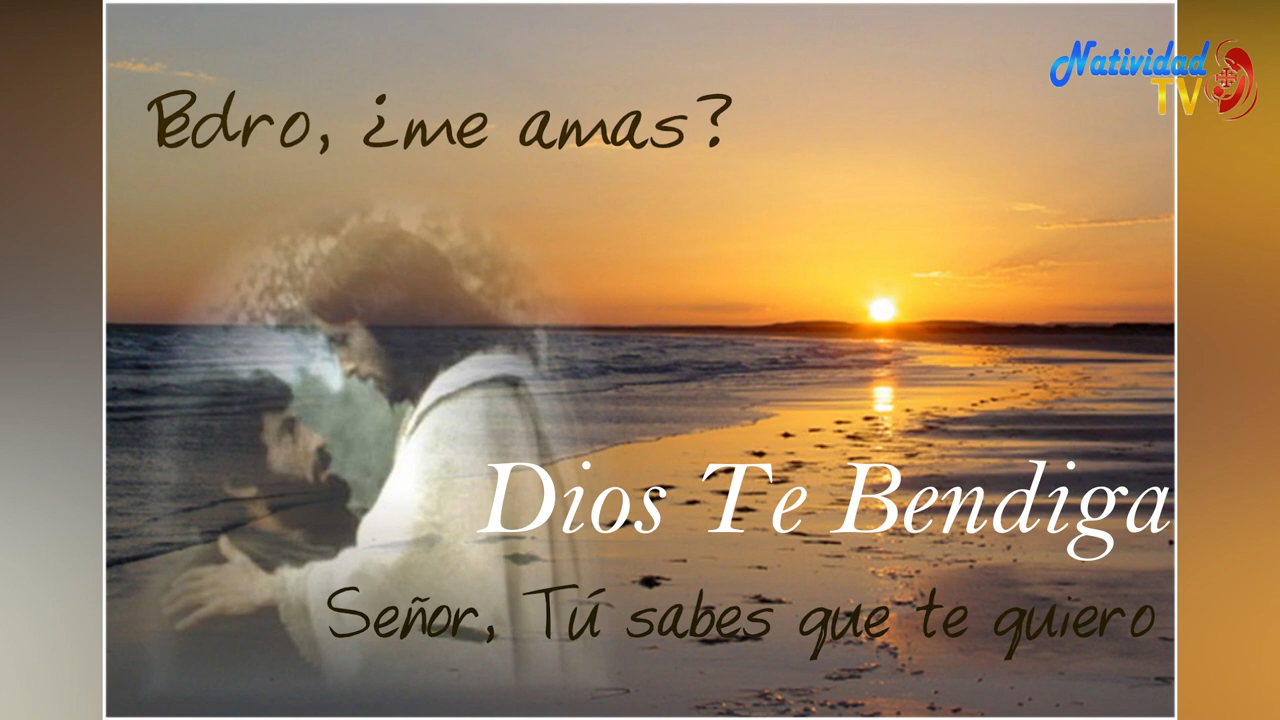 Natividad
TV
Pedro, ¿me amas?
Dios Te Bendiga
Señor, Tú sabes que te quiero